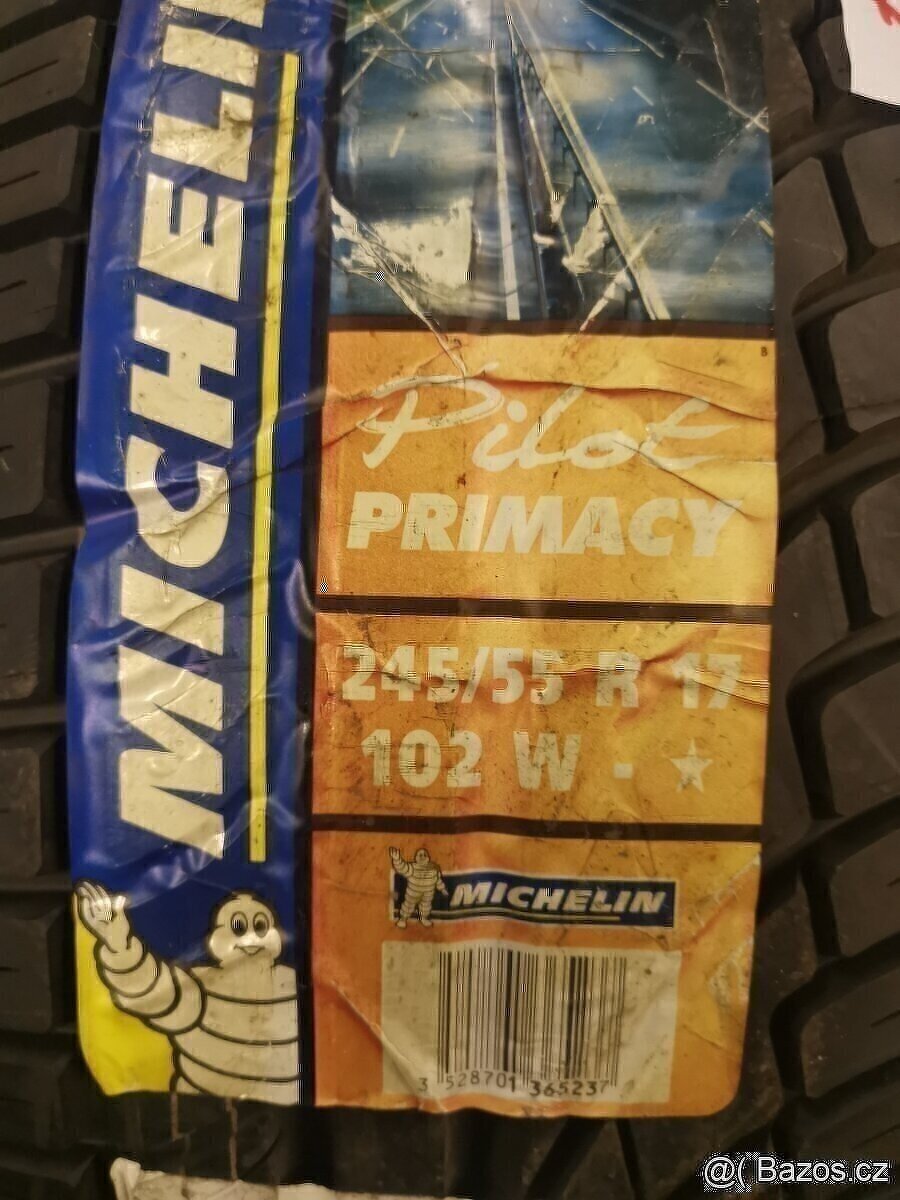 MICHELIN
Pilot
PRIMACY
245/55 R 17
102 W - ★
MICHELIN
3 528701 365237
B
@( Bazos.cz